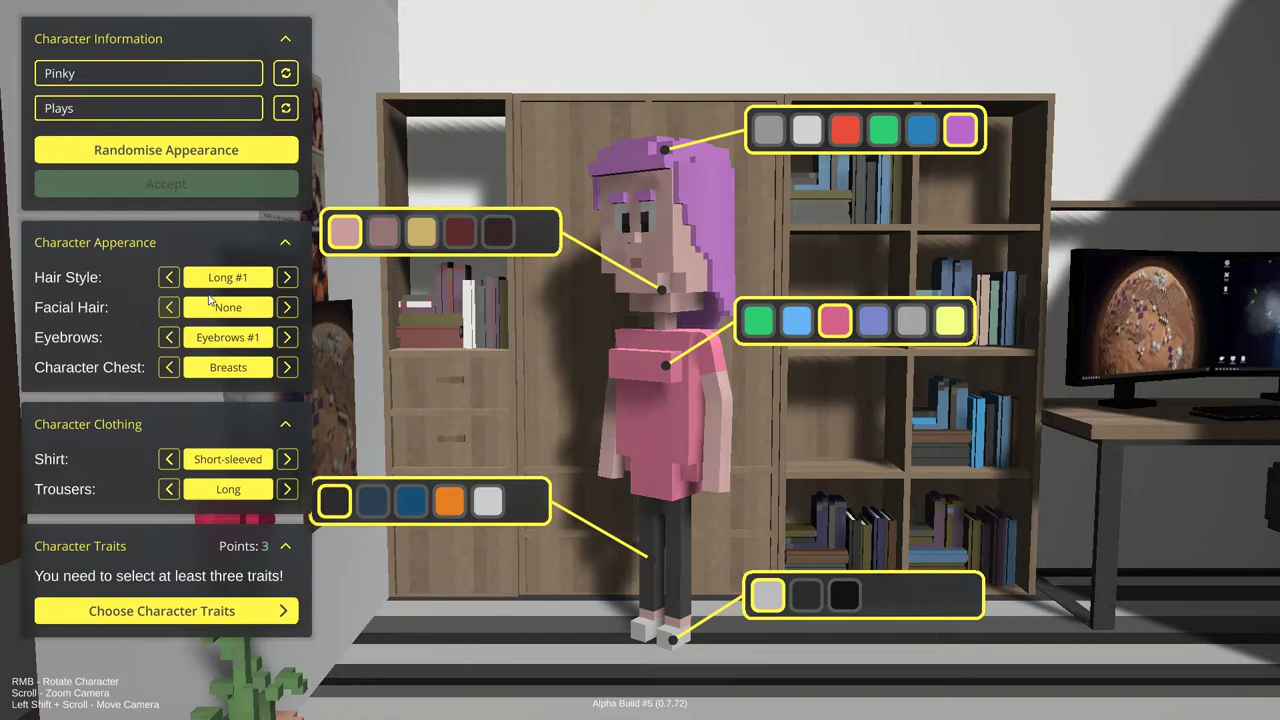 Character Information
Pinky
Plays
Randomise Appearance
Accept
Character Apperance
Hair Style: Long #1
Facial Hair: None
Eyebrows: Eyebrows #1
Character Chest: Breasts
Character Clothing
Shirt: Short-sleeved
Trousers: Long
Character Traits Points: 3
You need to select at least three traits!
Choose Character Traits
RMB - Rotate Character
Scroll - Zoom Camera
Left Shift + Scroll - Move Camera
Alpha Build #5 (0.7.72)